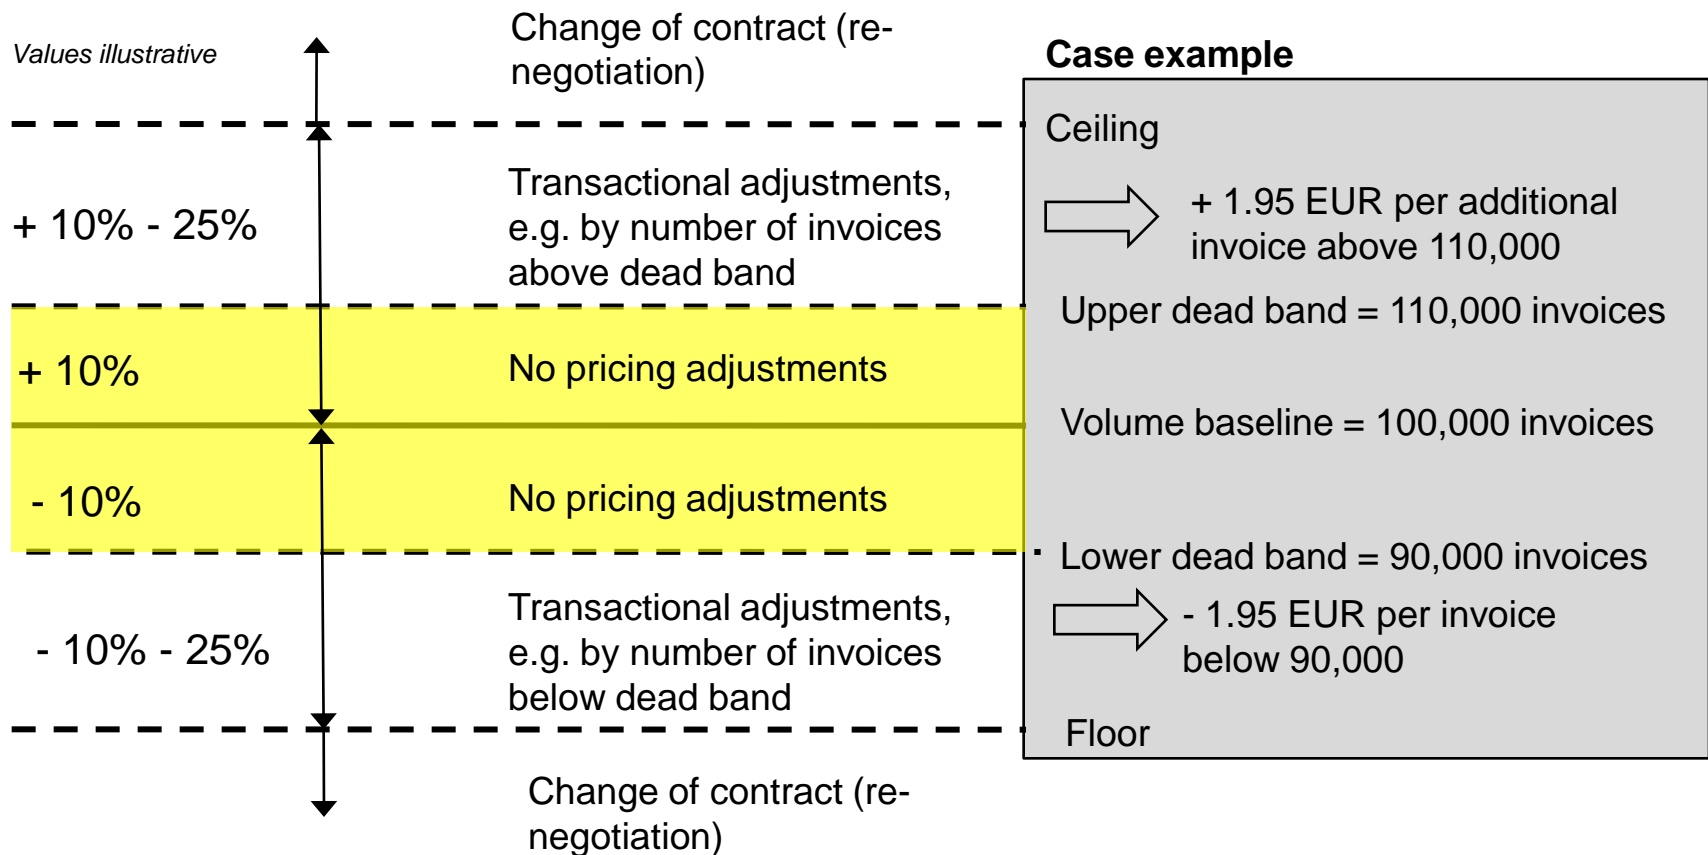 Values illustrative
Change of contract (re-
negotiation)
Case example
Ceiling
+ 10% - 25%
Transactional adjustments,
e.g. by number of invoices
above dead band
+ 1.95 EUR per additional
invoice above 110,000
Upper dead band = 110,000 invoices
+ 10%
No pricing adjustments
Volume baseline = 100,000 invoices
- 10%
No pricing adjustments
Lower dead band = 90,000 invoices
- 10% - 25%
Transactional adjustments,
e.g. by number of invoices
below dead band
- 1.95 EUR per invoice
below 90,000
Floor
Change of contract (re-
negotiation)